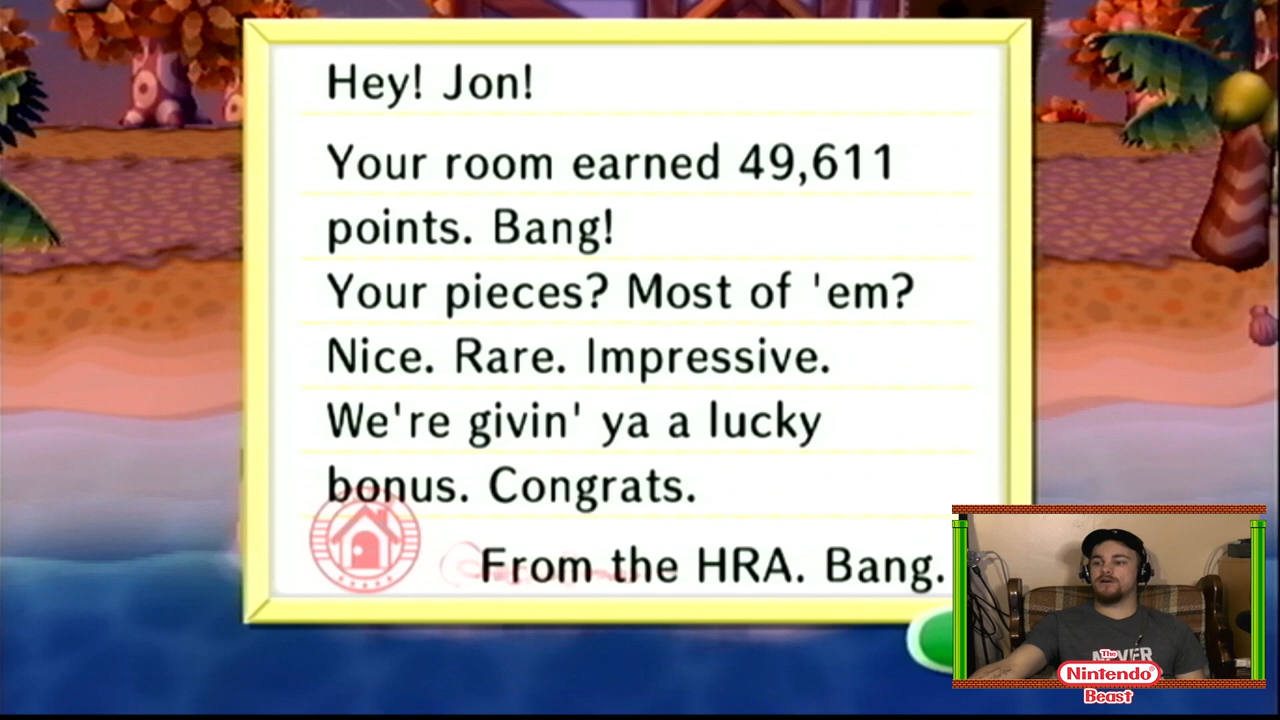 Hey! Jon!
Your room earned 49,611
points. Bang!
Your pieces? Most of 'em?
Nice. Rare. Impressive.
We're givin' ya a lucky
bonus. Congrats.
From the HRA. Bang.
NEVER
The
Nintendo®
Beast